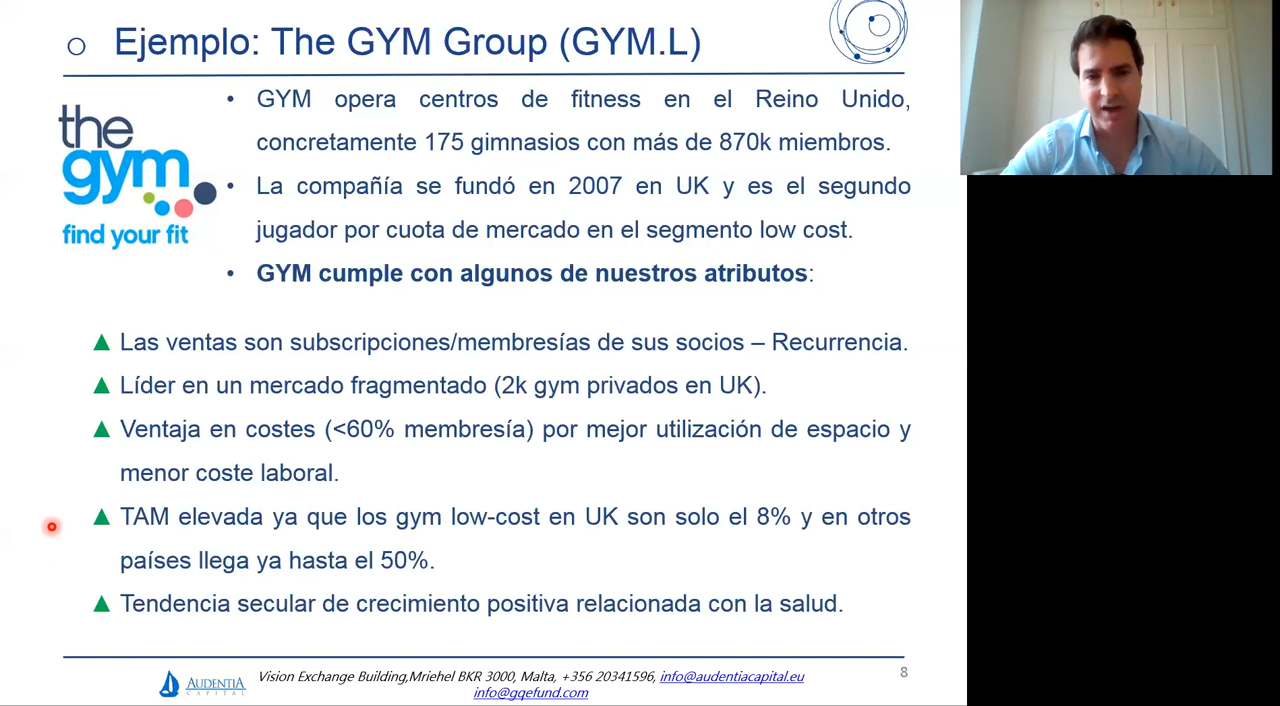 Ejemplo: The GYM Group (GYM.L)
the
gym
find your fit
• GYM opera centros de fitness en el Reino Unido,
concretamente 175 gimnasios con más de 870k miembros.
• La compañía se fundó en 2007 en UK y es el segundo
jugador por cuota de mercado en el segmento low cost.
• GYM cumple con algunos de nuestros atributos:
▲ Las ventas son subscripciones/membresías de sus socios – Recurrencia.
▲ Líder en un mercado fragmentado (2k gym privados en UK).
▲ Ventaja en costes (<60% membresía) por mejor utilización de espacio y
menor coste laboral.
▲ TAM elevada ya que los gym low-cost en UK son solo el 8% y en otros
países llega ya hasta el 50%.
▲ Tendencia secular de crecimiento positiva relacionada con la salud.
AUDENTIA
CAPITAL
Vision Exchange Building,Mriehel BKR 3000, Malta, +356 20341596, info@audentiacapital.eu
info@gqefund.com
8